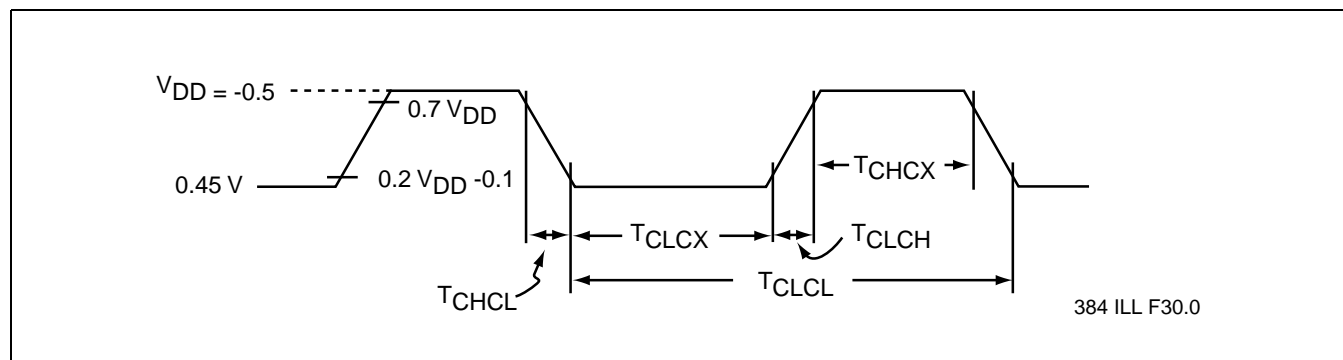 VDD = -0.5
0.7 VDD
0.45 V
0.2 VDD -0.1
TCHCX
TCLCX
TCLCH
TCHCL
TCLCL
384 ILL F30.0